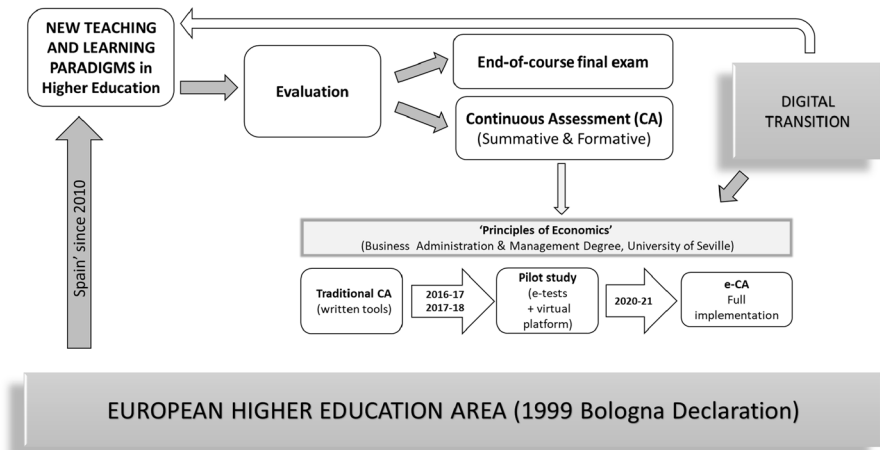 NEW TEACHING
AND LEARNING
PARADIGMS in
Higher Education
Evaluation
End-of-course final exam
Continuous Assessment (CA)
(Summative & Formative)
DIGITAL
TRANSITION
Spain' since 2010
'Principles of Economics'
(Business Administration & Management Degree, University of Seville)
Traditional CA
(written tools)
2016-17
2017-18
Pilot study
(e-tests
+ virtual
platform)
2020-21
e-CA
Full
implementation
EUROPEAN HIGHER EDUCATION AREA (1999 Bologna Declaration)